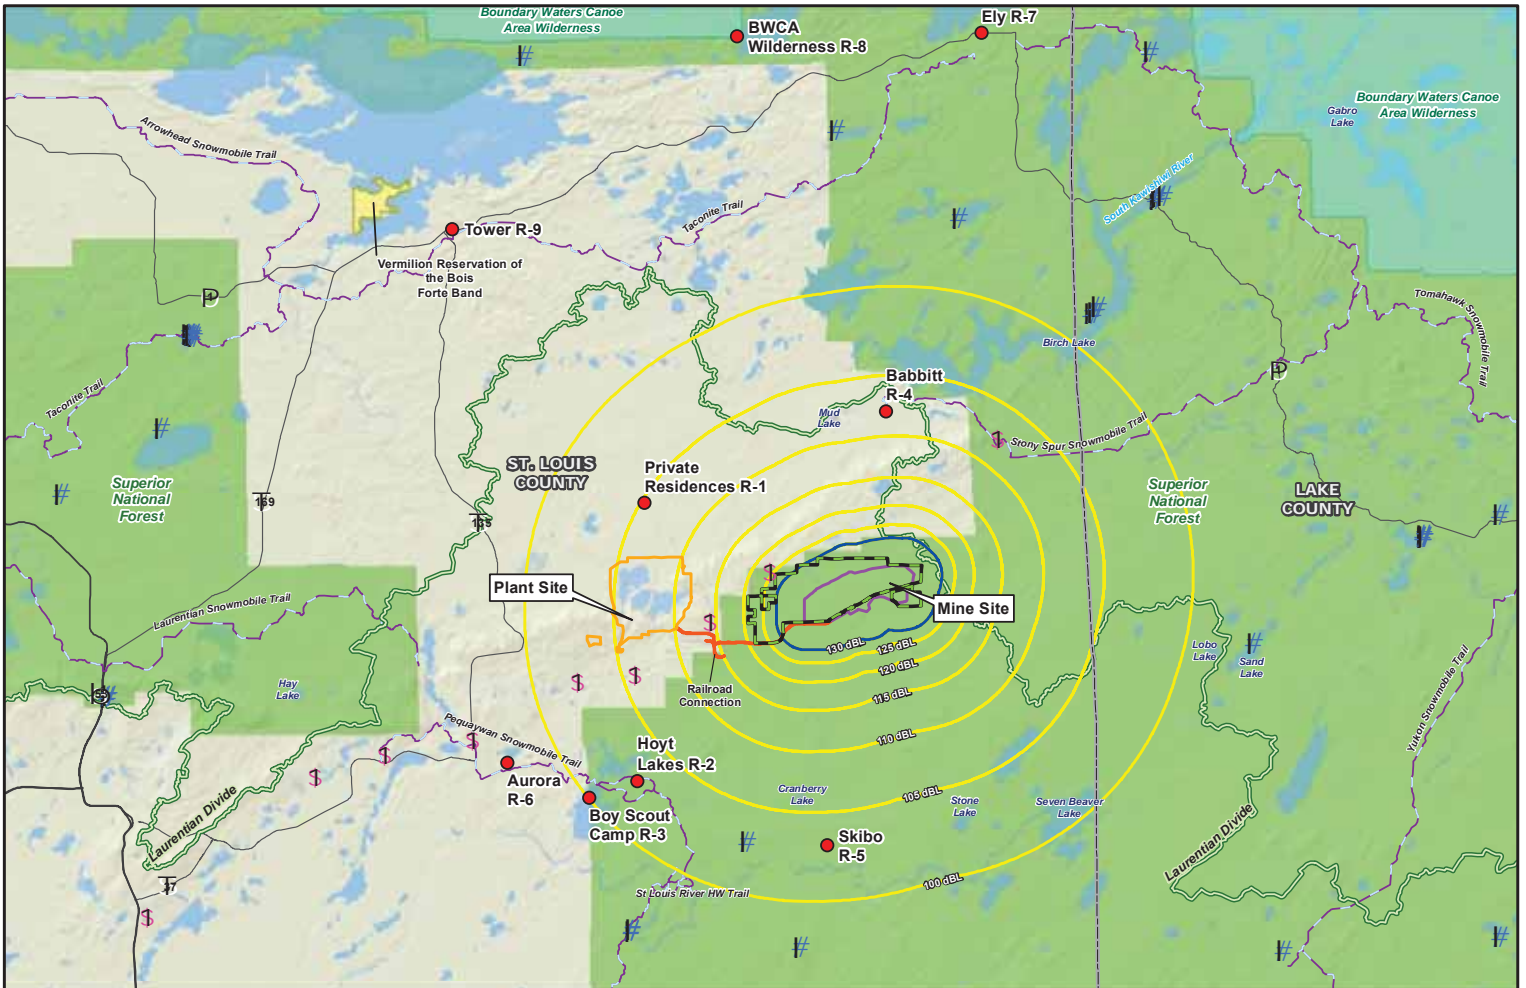 Boundary Waters Canoe
Area Wilderness
BWCA
Wilderness R-8
Ely R-7
Boundary Waters Canoe
Area Wilderness
Gabro
Lake
Arrowhead Snowmobile Trail
South Kawishiwi River
Taconite Trail
Tower R-9
Vermilion Reservation of
the Bois
Forte Band
Tomahawk Snowmobile Trail
Birch Lake
Taconite Trail
Babbitt
R-4
Mud
Lake
Strony Spur Snowmobile Trail
ST. LOUIS
COUNTY
Private
Residences R-1
Superior
National
Forest
169
135
Superior
National
Forest
LAKE
COUNTY
Plant Site
Mine Site
Laurentian Snowmobile Trail
130 dBL
125 dBL
120 dBL
115 dBL
110 dBL
105 dBL
100 dBL
Lobo
Lake
Sand
Lake
Hay
Lake
Railroad
Connection
Pequaywan Snowmobile Trail
Yukon Snowmobile Trail
Hoyt
Lakes R-2
Aurora
R-6
Boy Scout
Camp R-3
Cranberry
Lake
Stone
Lake
Seven Beaver
Lake
Skibo
R-5
Laurentian Divide
Laurentian Divide
37
St Louis River HW Trail